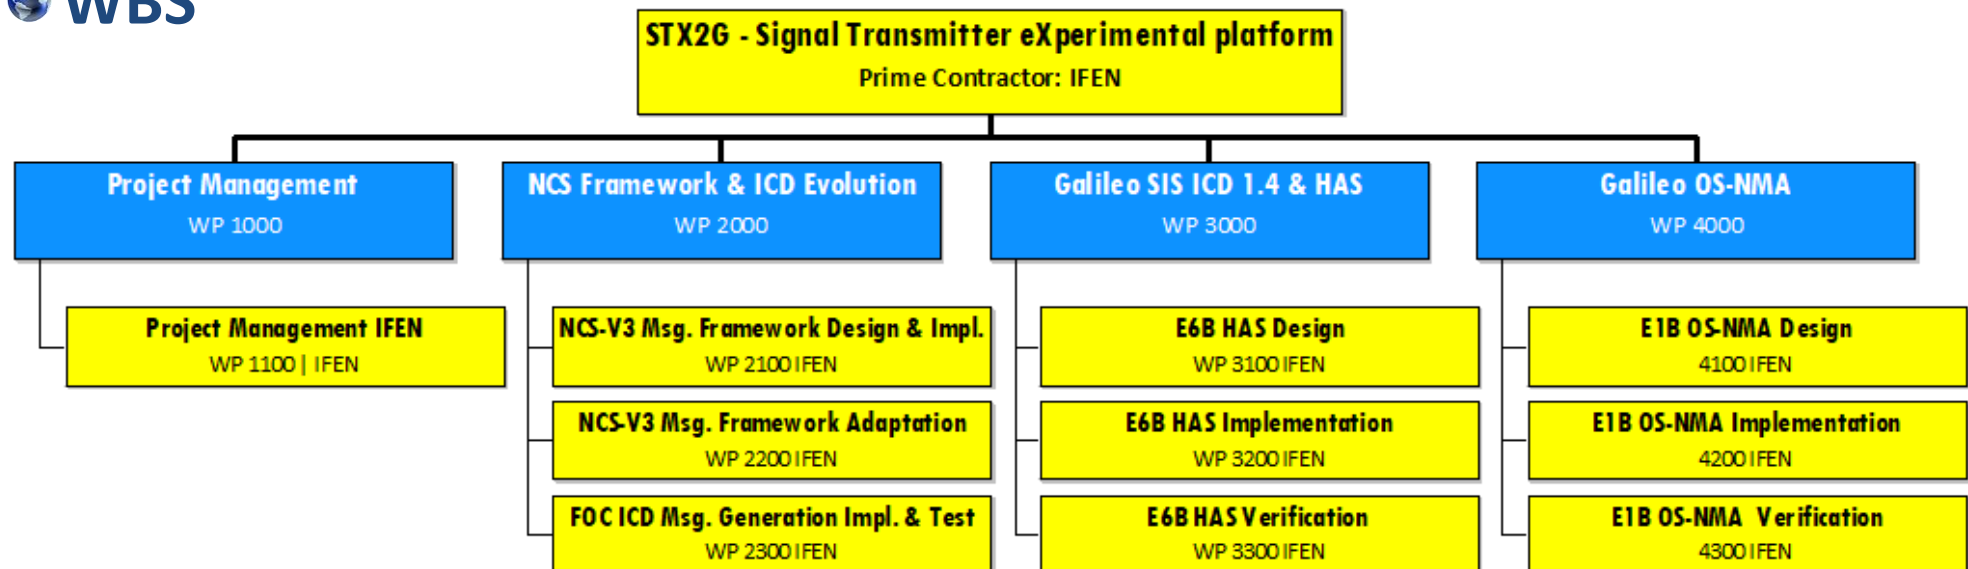 WBS
STX2G - Signal Transmitter eXperimental platform
Prime Contractor: IFEN
Project Management
WP 1000
NCS Framework & ICD Evolution
WP 2000
Galileo SIS ICD 1.4 & HAS
WP 3000
Galileo OS-NMA
WP 4000
Project Management IFEN
WP 1100 | IFEN
NCS-V3 Msg. Framework Design & Impl.
WP 2100 IFEN
NCS-V3 Msg. Framework Adaptation
WP 2200 IFEN
FOC ICD Msg. Generation Impl. & Test
WP 2300 IFEN
E6B HAS Design
WP 3100 IFEN
E6B HAS Implementation
WP 3200 IFEN
E6B HAS Verification
WP 3300 IFEN
E1B OS-NMA Design
4100 IFEN
E1B OS-NMA Implementation
4200 IFEN
E1B OS-NMA Verification
4300 IFEN